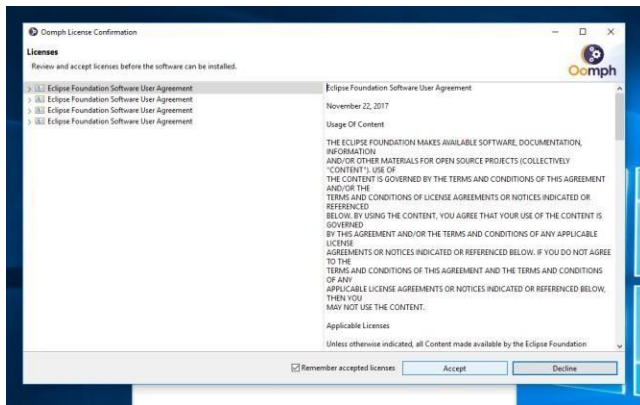 Oomph License Confirmation
Licenses
Review and accept licenses before the software can be installed.
Oomph
Eclipse Foundation Software User Agreement
Eclipse Foundation Software User Agreement
Eclipse Foundation Software User Agreement
Eclipse Foundation Software User Agreement
Eclipse Foundation Software User Agreement
November 22, 2017
Usage Of Content
THE ECLIPSE FOUNDATION MAKES AVAILABLE SOFTWARE, DOCUMENTATION,
INFORMATION
AND/OR OTHER MATERIALS FOR OPEN SOURCE PROJECTS (COLLECTIVELY
"CONTENT"). USE OF
THE CONTENT IS GOVERNED BY THE TERMS AND CONDITIONS OF THIS AGREEMENT
AND/OR THE
TERMS AND CONDITIONS OF LICENSE AGREEMENTS OR NOTICES INDICATED OR
REFERENCED
BELOW. BY USING THE CONTENT, YOU AGREE THAT YOUR USE OF THE CONTENT IS
GOVERNED
BY THIS AGREEMENT AND/OR THE TERMS AND CONDITIONS OF ANY APPLICABLE
LICENSE
AGREEMENTS OR NOTICES INDICATED OR REFERENCED BELOW. IF YOU DO NOT AGREE
TO THE
TERMS AND CONDITIONS OF THIS AGREEMENT AND THE TERMS AND CONDITIONS
OF ANY
APPLICABLE LICENSE AGREEMENTS OR NOTICES INDICATED OR REFERENCED BELOW,
THEN YOU
MAY NOT USE THE CONTENT.
Applicable Licenses
Unless otherwise indicated, all Content made available by the Eclipse Foundation
Remember accepted licenses
Accept
Decline